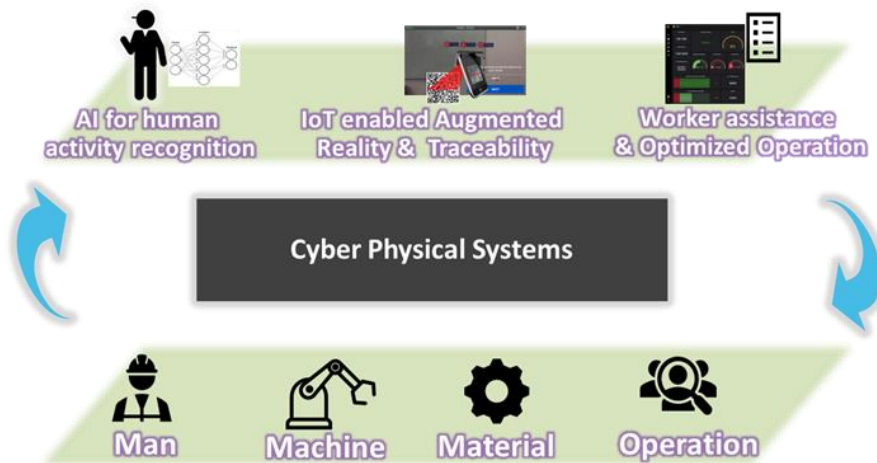 AI for human
activity recognition
IoT enabled Augmented
Reality & Traceability
Worker assistance
& Optimized Operation
Cyber Physical Systems
Man
Machine
Material
Operation